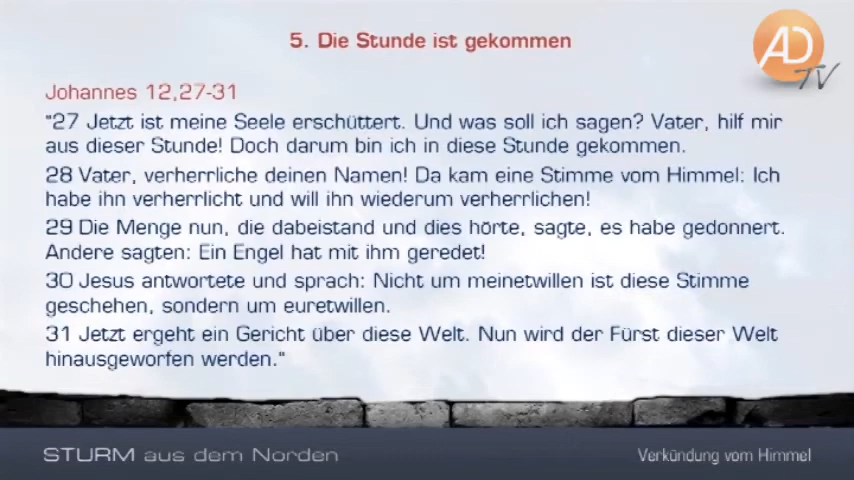 5. Die Stunde ist gekommen
AD
TV
Johannes 12,27-31
"27 Jetzt ist meine Seele erschüttert. Und was soll ich sagen? Vater, hilf mir
aus dieser Stunde! Doch darum bin ich in diese Stunde gekommen.
28 Vater, verherrliche deinen Namen! Da kam eine Stimme vom Himmel: Ich
habe ihn verherrlicht und will ihn wiederum verherrlichen!
29 Die Menge nun, die dabeistand und dies hörte, sagte, es habe gedonnert.
Andere sagten: Ein Engel hat mit ihm geredet!
30 Jesus antwortete und sprach: Nicht um meinetwillen ist diese Stimme
geschehen, sondern um euretwillen.
31 Jetzt ergeht ein Gericht über diese Welt. Nun wird der Fürst dieser Welt
hinausgeworfen werden."
STURM aus dem Norden
Verkündung vom Himmel